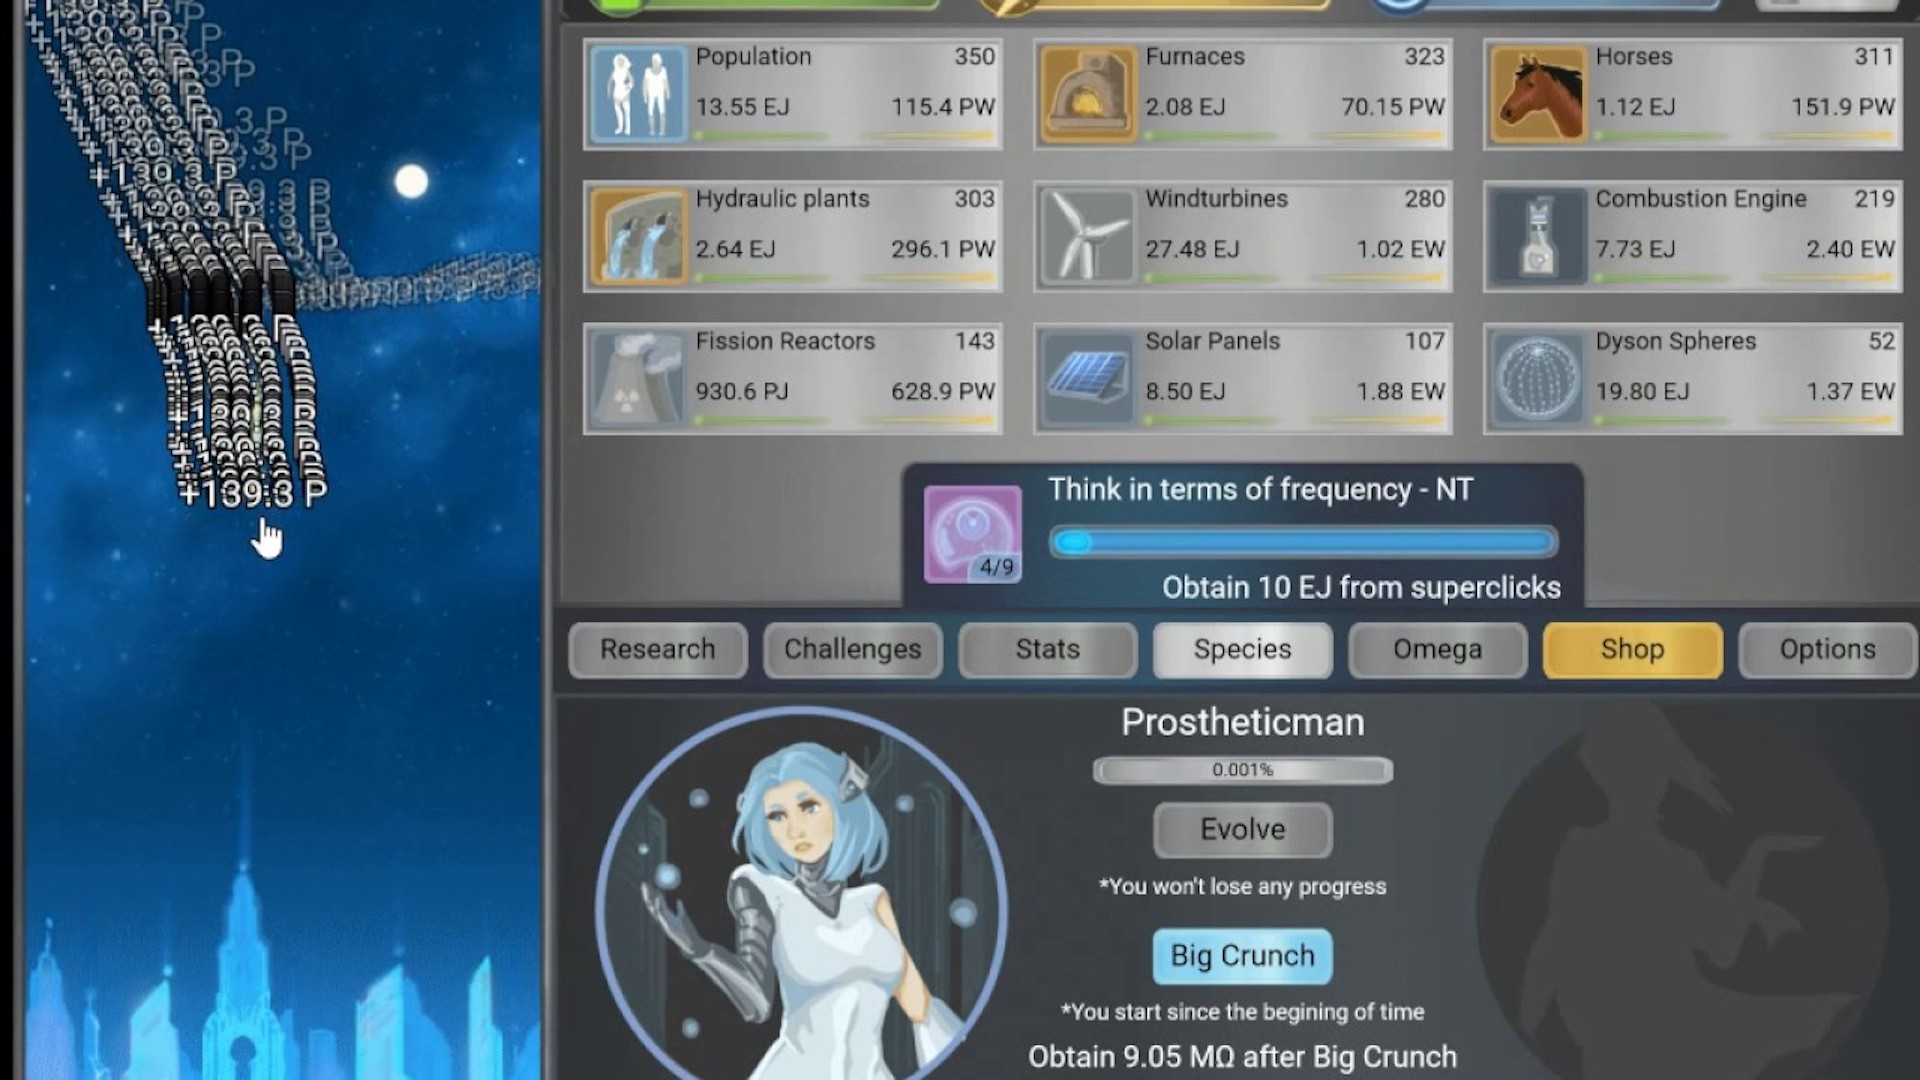 Population 350
13.55 EJ 115.4 PW
Furnaces 323
2.08 EJ 70.15 PW
Horses 311
1.12 EJ 151.9 PW
Hydraulic plants 303
2.64 EJ 296.1 PW
Windturbines 280
27.48 EJ 1.02 EW
Combustion Engine 219
7.73 EJ 2.40 EW
Fission Reactors 143
930.6 PJ 628.9 PW
Solar Panels 107
8.50 EJ 1.88 EW
Dyson Spheres 52
19.80 EJ 1.37 EW
+139.3 P
Think in terms of frequency - NT
4/9
Obtain 10 EJ from superclicks
Research Challenges Stats Species Omega Shop Options
Prostheticman
0.001%
Evolve
*You won't lose any progress
Big Crunch
*You start since the begining of time
Obtain 9.05 MΩ after Big Crunch